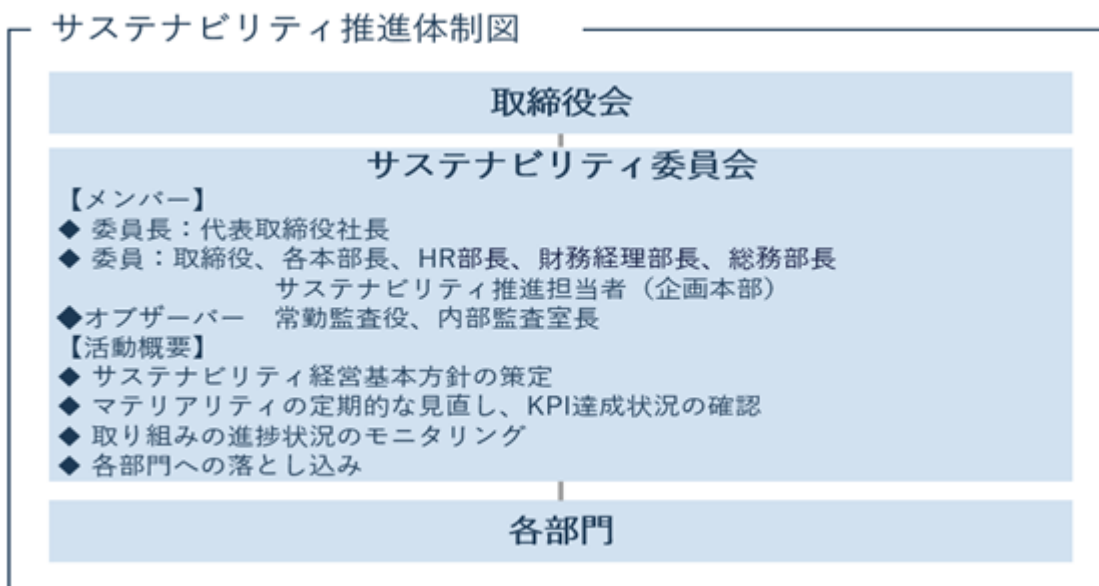 サステナビリティ推進体制図
取締役会
サステナビリティ委員会
【メンバー】
◆ 委員長：代表取締役社長
◆ 委員：取締役、各本部長、HR部長、財務経理部長、総務部長
サステナビリティ推進担当者（企画本部）
◆オブザーバー　常勤監査役、内部監査室長
【活動概要】
◆ サステナビリティ経営基本方針の策定
◆ マテリアリティの定期的な見直し、KPI達成状況の確認
◆ 取り組みの進捗状況のモニタリング
◆ 各部門への落とし込み
各部門